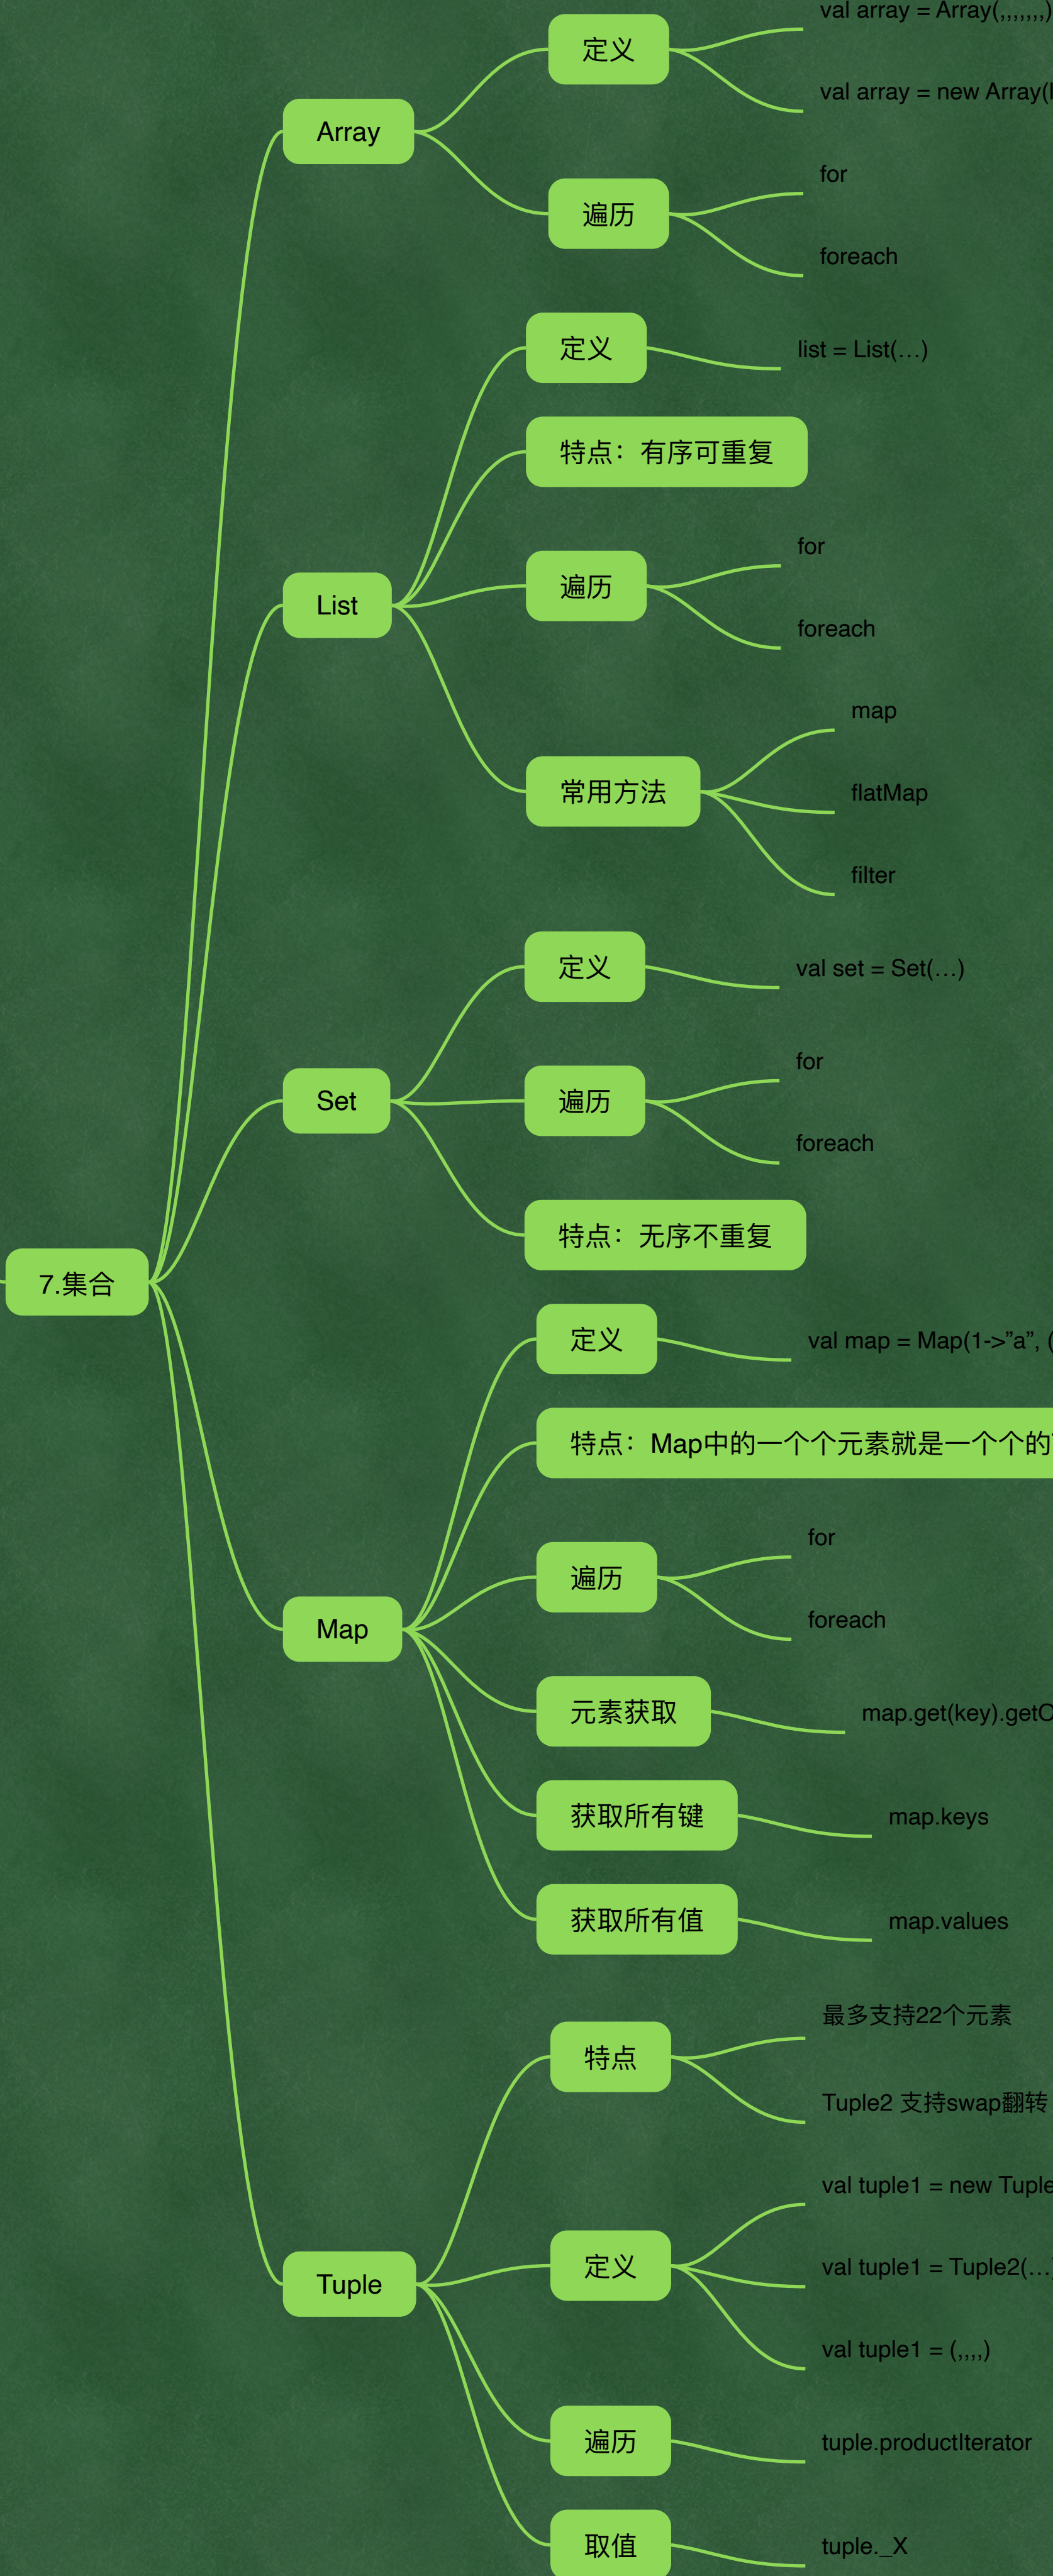 7.集合
Array
定义
val array = Array(,,,,,,,)
val array = new Array(
遍历
for
foreach
List
定义
list = List(…)
特点：有序可重复
遍历
for
foreach
常用方法
map
flatMap
filter
Set
定义
val set = Set(…)
遍历
for
foreach
特点：无序不重复
Map
定义
val map = Map(1->”a”, (
特点：Map中的一个个元素就是一个个的
遍历
for
foreach
元素获取
map.get(key).get
获取所有键
map.keys
获取所有值
map.values
Tuple
特点
最多支持22个元素
Tuple2 支持swap翻转
定义
val tuple1 = new Tuple
val tuple1 = Tuple2(…
val tuple1 = (,,,,)
遍历
tuple.productIterator
取值
tuple._X